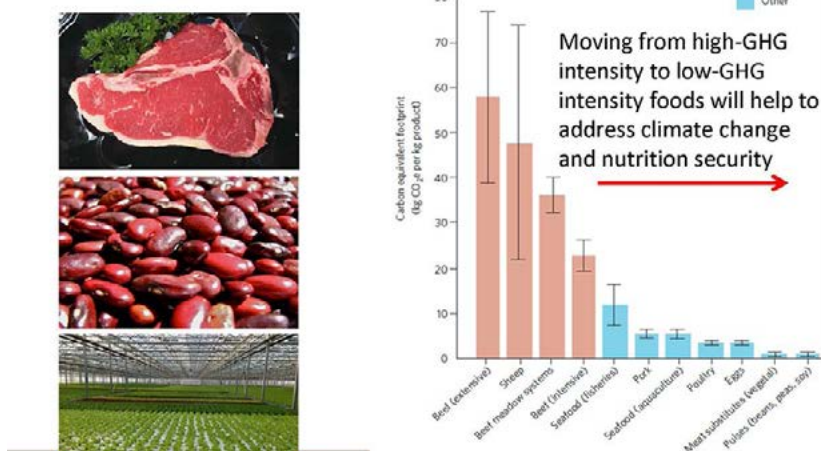 Other
70
60
50
40
30
20
10
0
Carbon equivalent footprint
(kg CO₂e per kg product)
Moving from high-GHG
intensity to low-GHG
intensity foods will help to
address climate change
and nutrition security
Beef (extensive)
Sheep
Beef meadow systems
Beef (intensive)
Seafood (fisheries)
Pork
Seafood (aquaculture)
Poultry
Eggs
Meat substitutes (vegetal)
Pulses (beans, peas, soy)